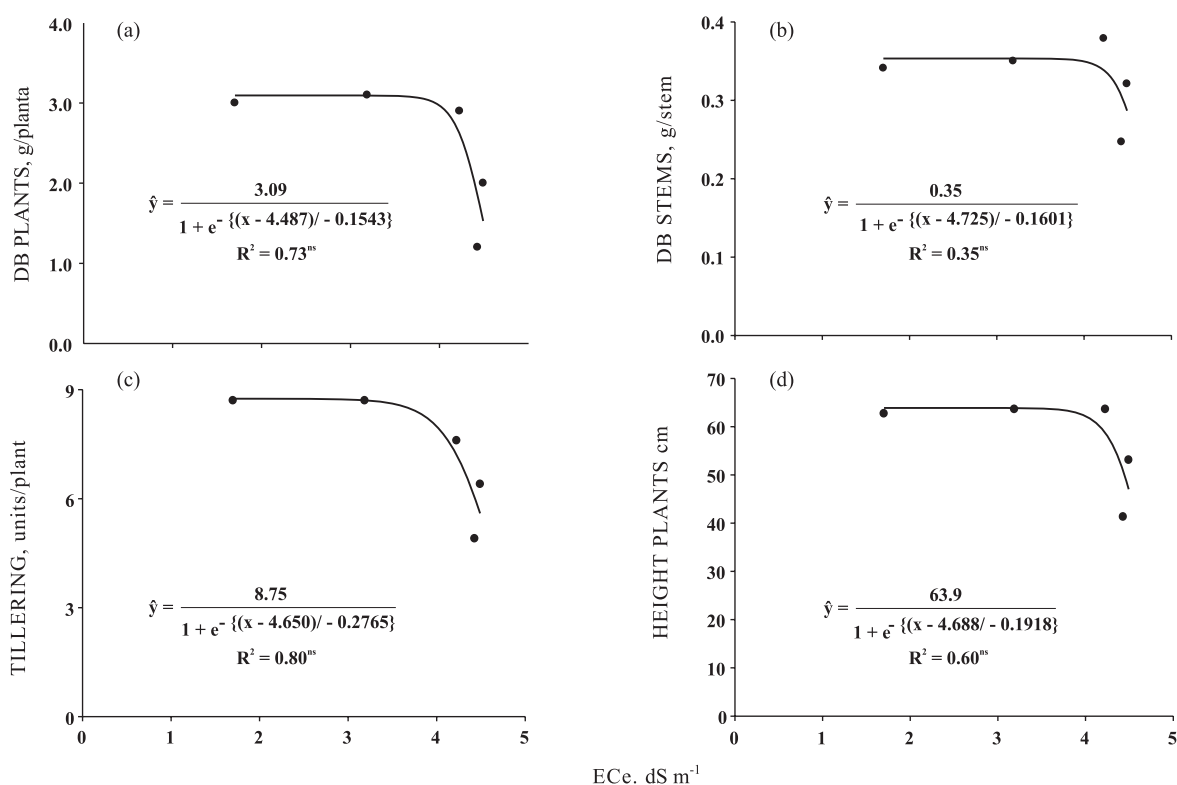 (a)
4.0
3.0
2.0
1.0
0.0
DB PLANTS, g/planta
ŷ = 3.09
1 + e- {(x - 4.487)/ - 0.1543}
R² = 0.73ns
(b)
0.4
0.3
0.2
0.1
0.0
DB STEMS, g/stem
ŷ = 0.35
1 + e- {(x - 4.725)/ - 0.1601}
R² = 0.35ns
(c)
9
6
3
0
TILLERING, units/plant
ŷ = 8.75
1 + e- {(x - 4.650)/ - 0.2765}
R² = 0.80ns
0 1 2 3 4 5
(d)
70
60
50
40
30
20
10
0
HEIGHT PLANTS cm
ŷ = 63.9
1 + e- {(x - 4.688/ - 0.1918}
R² = 0.60ns
0 1 2 3 4 5
ECe. dS m-1